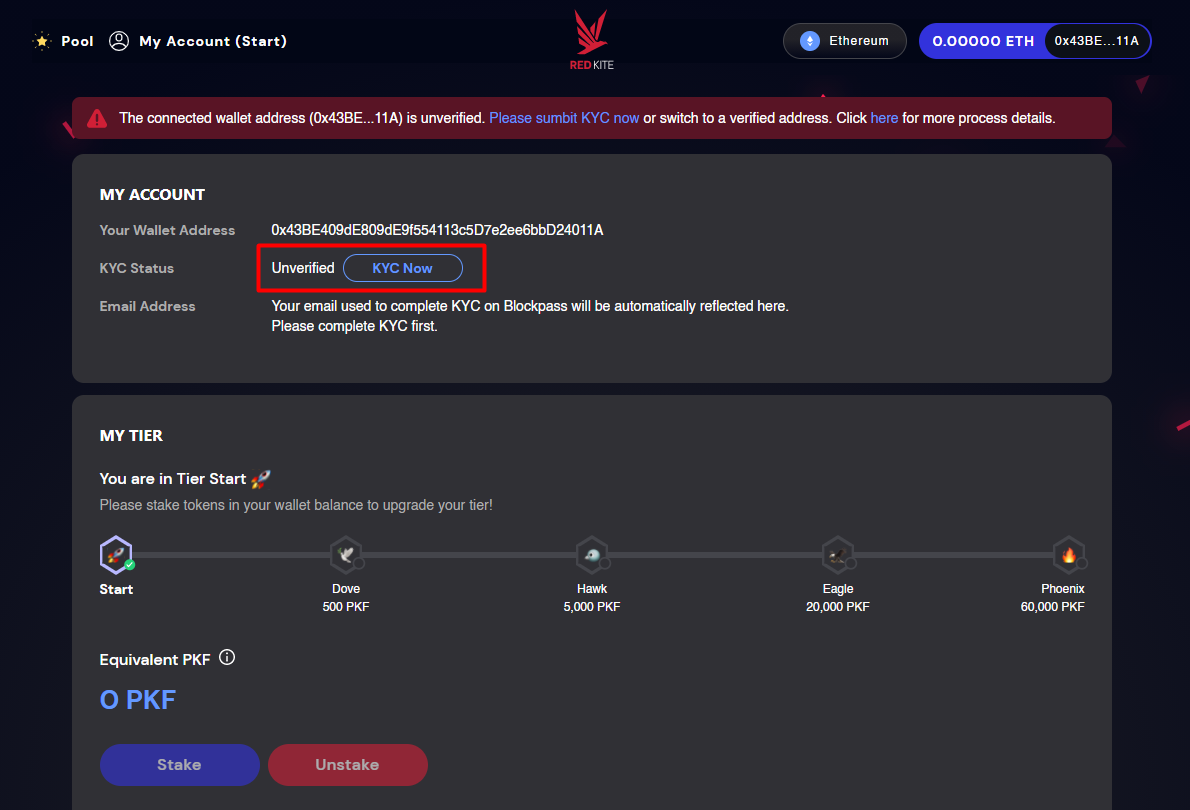 Pool My Account (Start)
REDKITE
Ethereum
0.00000 ETH 0x43BE...11A
The connected wallet address (0x43BE...11A) is unverified. Please sumbit KYC now or switch to a verified address. Click here for more process details.
MY ACCOUNT
Your Wallet Address 0x43BE409dE809dE9f554113c5D7e2ee6bbD24011A
KYC Status Unverified KYC Now
Email Address Your email used to complete KYC on Blockpass will be automatically reflected here.
Please complete KYC first.
MY TIER
You are in Tier Start
Please stake tokens in your wallet balance to upgrade your tier!
Start Dove Hawk Eagle Phoenix
500 PKF 5,000 PKF 20,000 PKF 60,000 PKF
Equivalent PKF
0 PKF
Stake Unstake